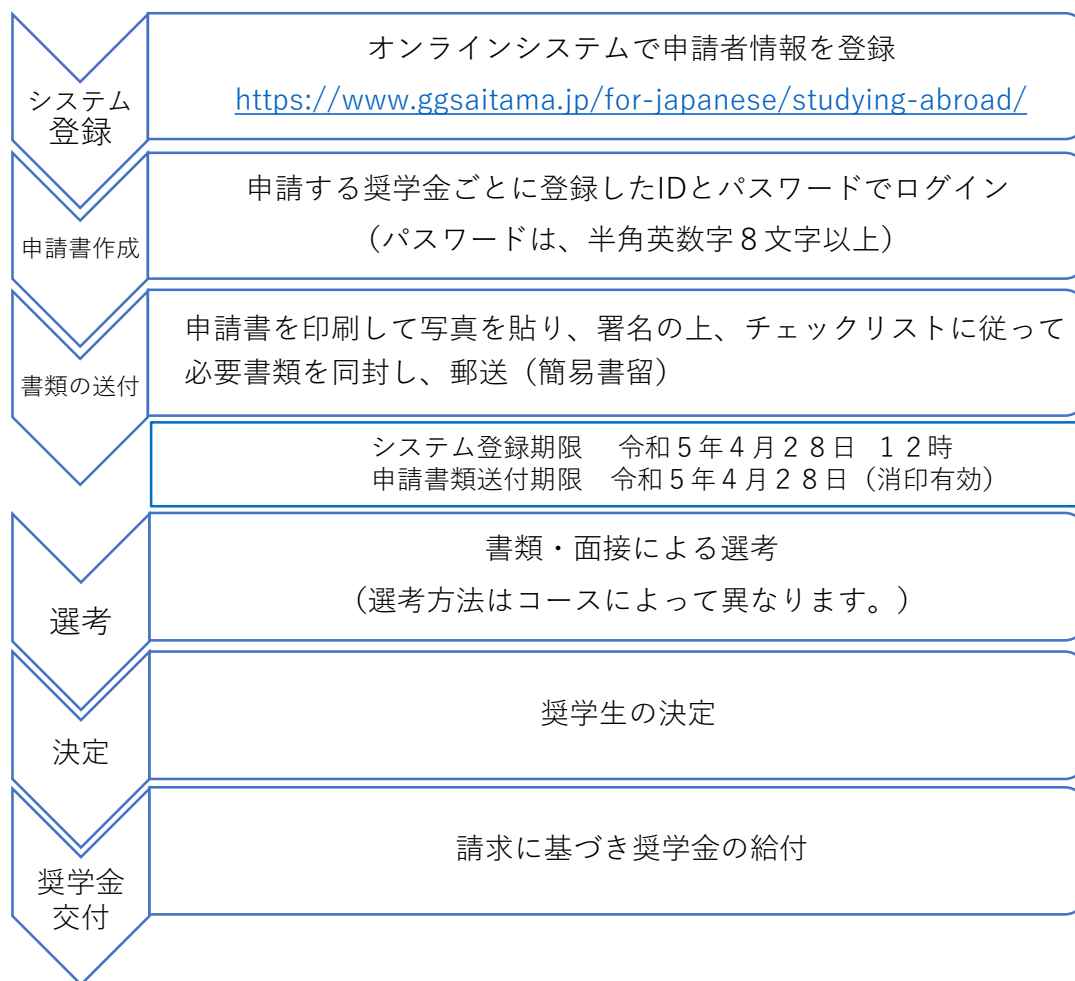 オンラインシステムで申請者情報を登録
https://www.ggsaitama.jp/for-japanese/studying-abroad/
システム
登録
申請する奨学金ごとに登録したIDとパスワードでログイン
（パスワードは、半角英数字８文字以上）
申請書作成
申請書を印刷して写真を貼り、署名の上、チェックリストに従って
必要書類を同封し、郵送（簡易書留）
書類の送付
システム登録期限　令和５年４月２８日　１２時
申請書類送付期限　令和５年４月２８日（消印有効）
書類・面接による選考
（選考方法はコースによって異なります。）
選考
奨学生の決定
決定
請求に基づき奨学金の給付
奨学金
交付